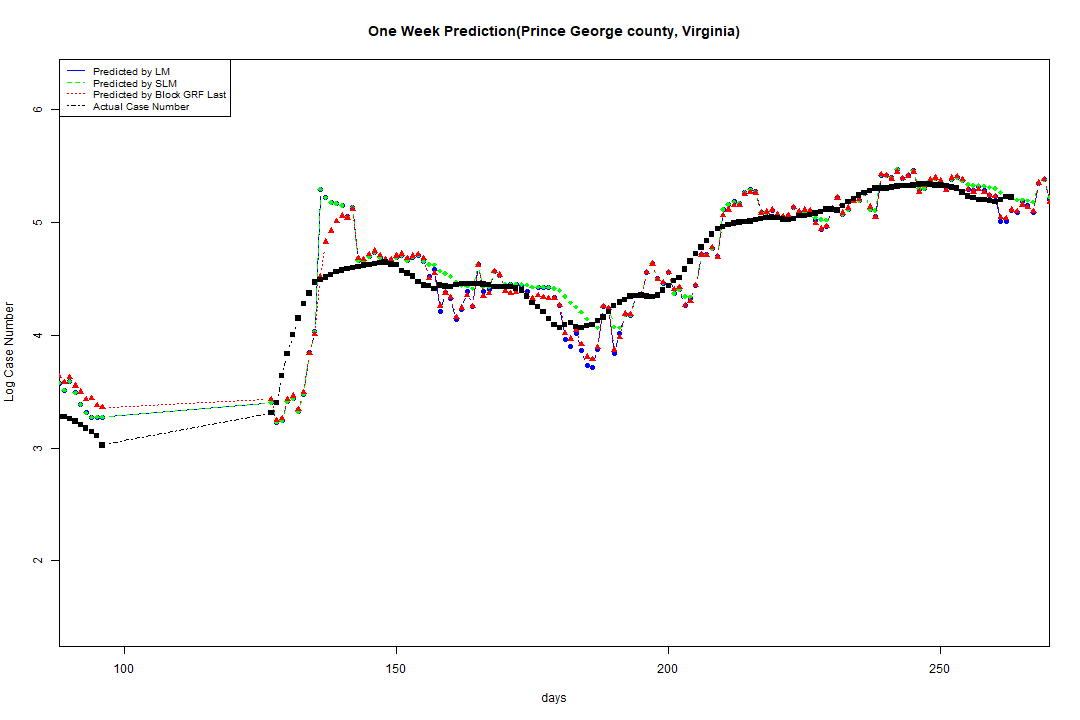 One Week Prediction(Prince George county, Virginia)
Predicted by LM
Predicted by SLM
Predicted by Block GRF Last
Actual Case Number
6
5
4
3
2
Log Case Number
100 150 200 250
days